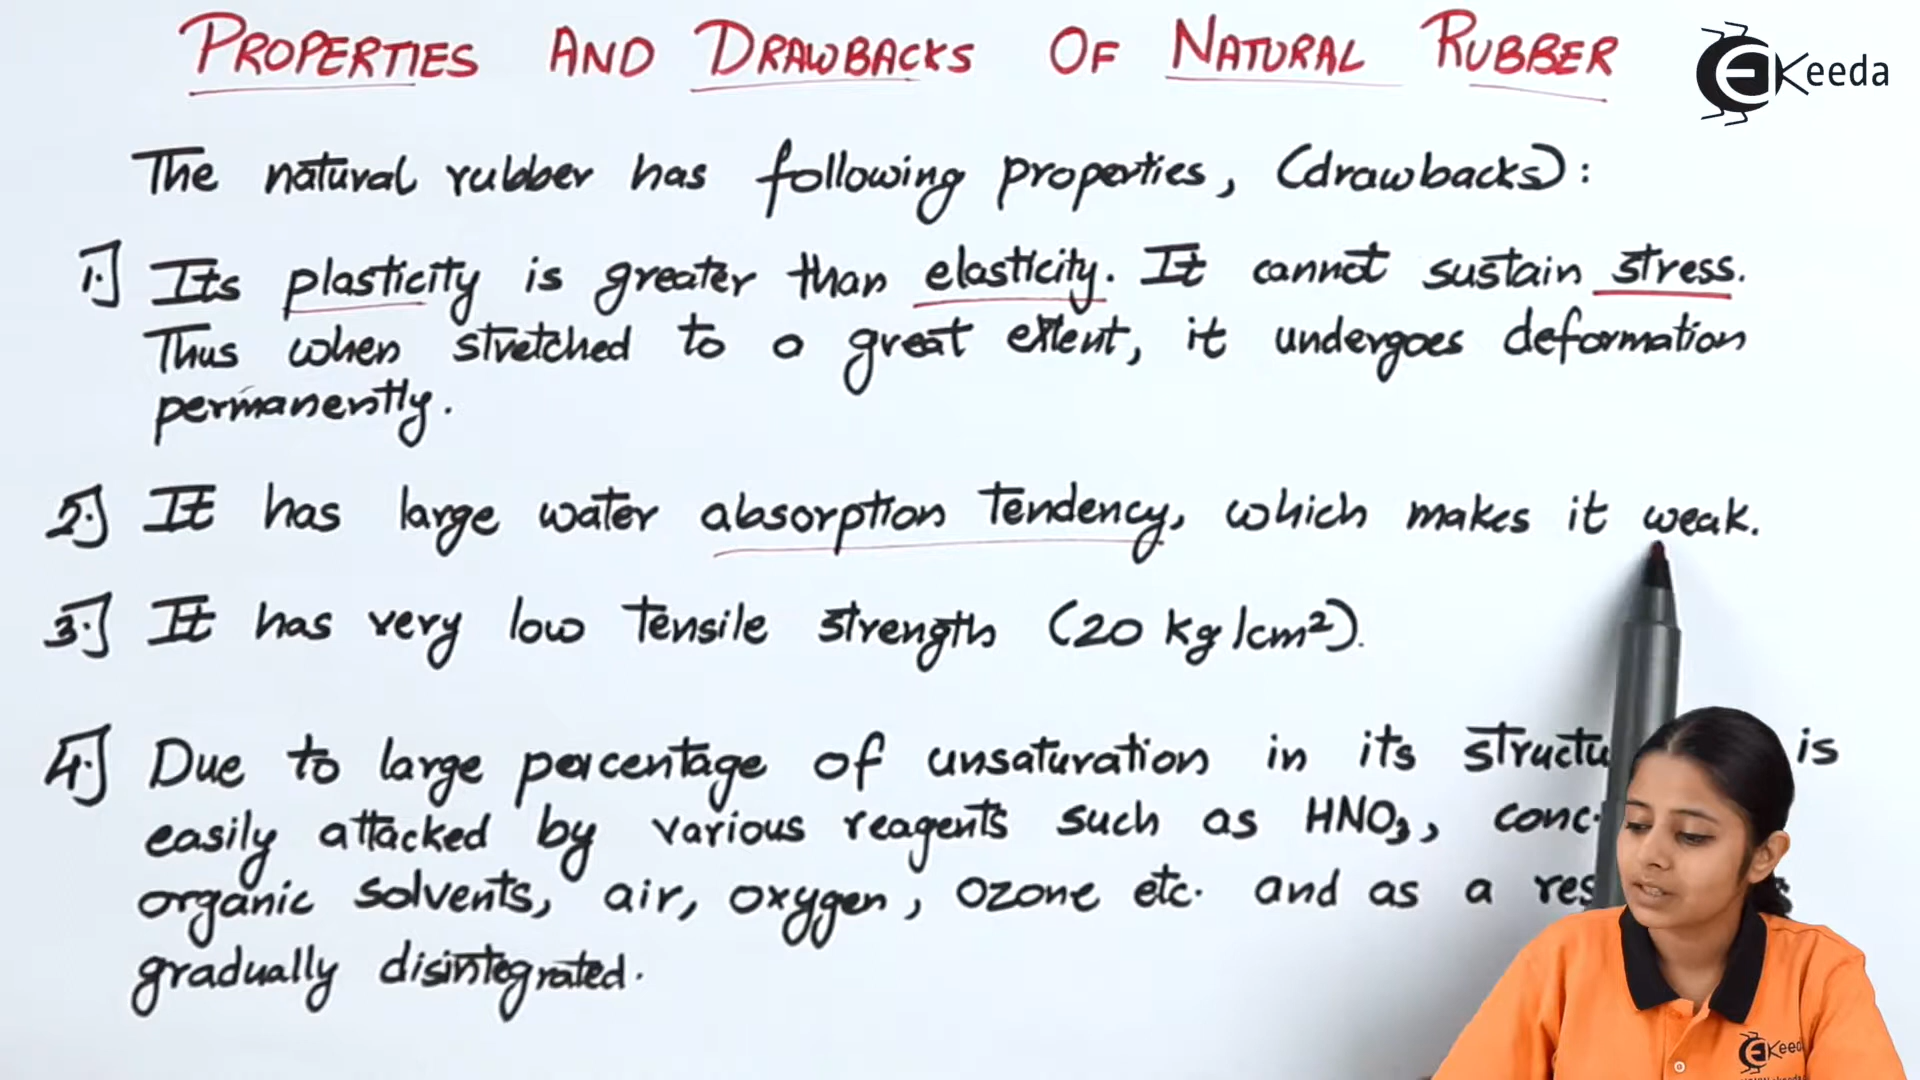 PROPERTIES AND DRAWBACKS OF NATURAL RUBBER
EKeeda
The natural rubber has following properties, (drawbacks):
1.] Its plasticity is greater than elasticity. It cannot sustain stress.
Thus when stretched to a great extent, it undergoes deformation
permanently.
2.] It has large water absorption tendency, which makes it weak.
3.] It has very low tensile strength (20 kg/cm²).
4.] Due to large percentage of unsaturation in its is
easily attacked by various reagents such as HNO₃, conc.
organic solvents, air, oxygen, ozone etc. and as a
gradually disintegrated.